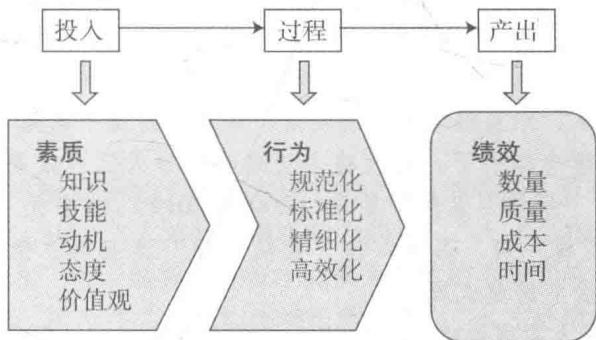 投入
过程
产出
素质
知识
技能
动机
态度
价值观
行为
规范化
标准化
精细化
高效化
绩效
数量
质量
成本
时间